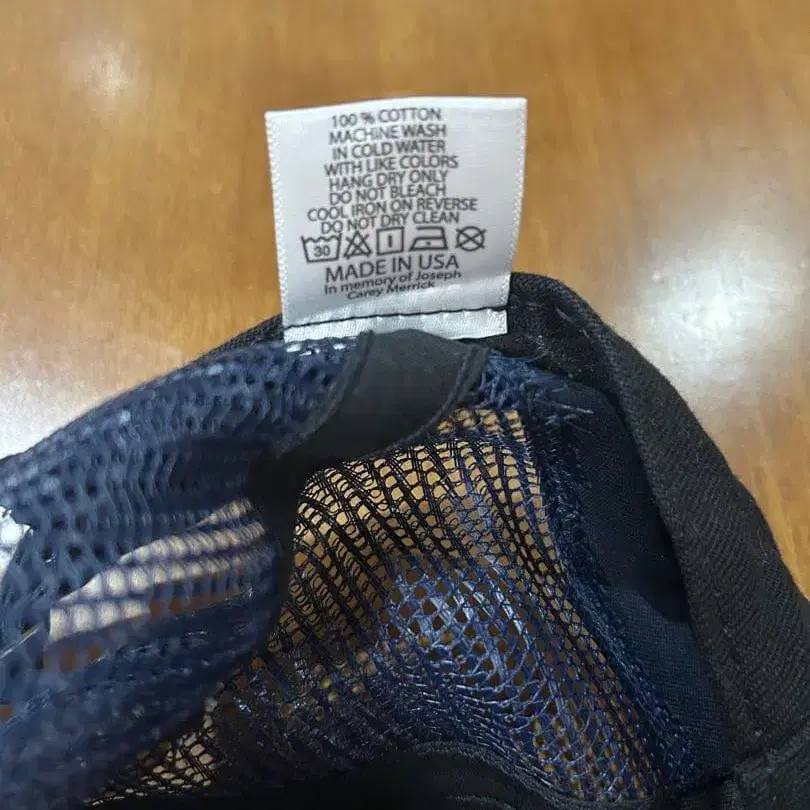 100 % COTTON
MACHINE WASH
IN COLD WATER
WITH LIKE COLORS
HANG DRY ONLY
DO NOT BLEACH
COOL IRON ON REVERSE
DO NOT DRY CLEAN
30
MADE IN USA
In memory of Joseph
Carey Merrick